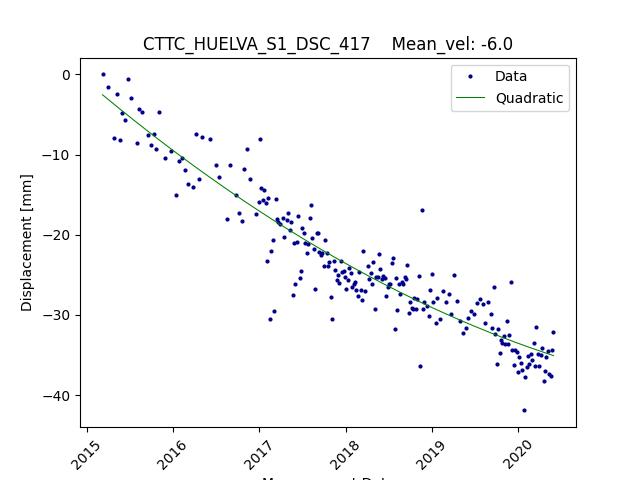 CTTC_HUELVA_S1_DSC_417 Mean_vel: -6.0
Data
Quadratic
0
−10
−20
−30
−40
Displacement [mm]
2015 2016 2017 2018 2019 2020